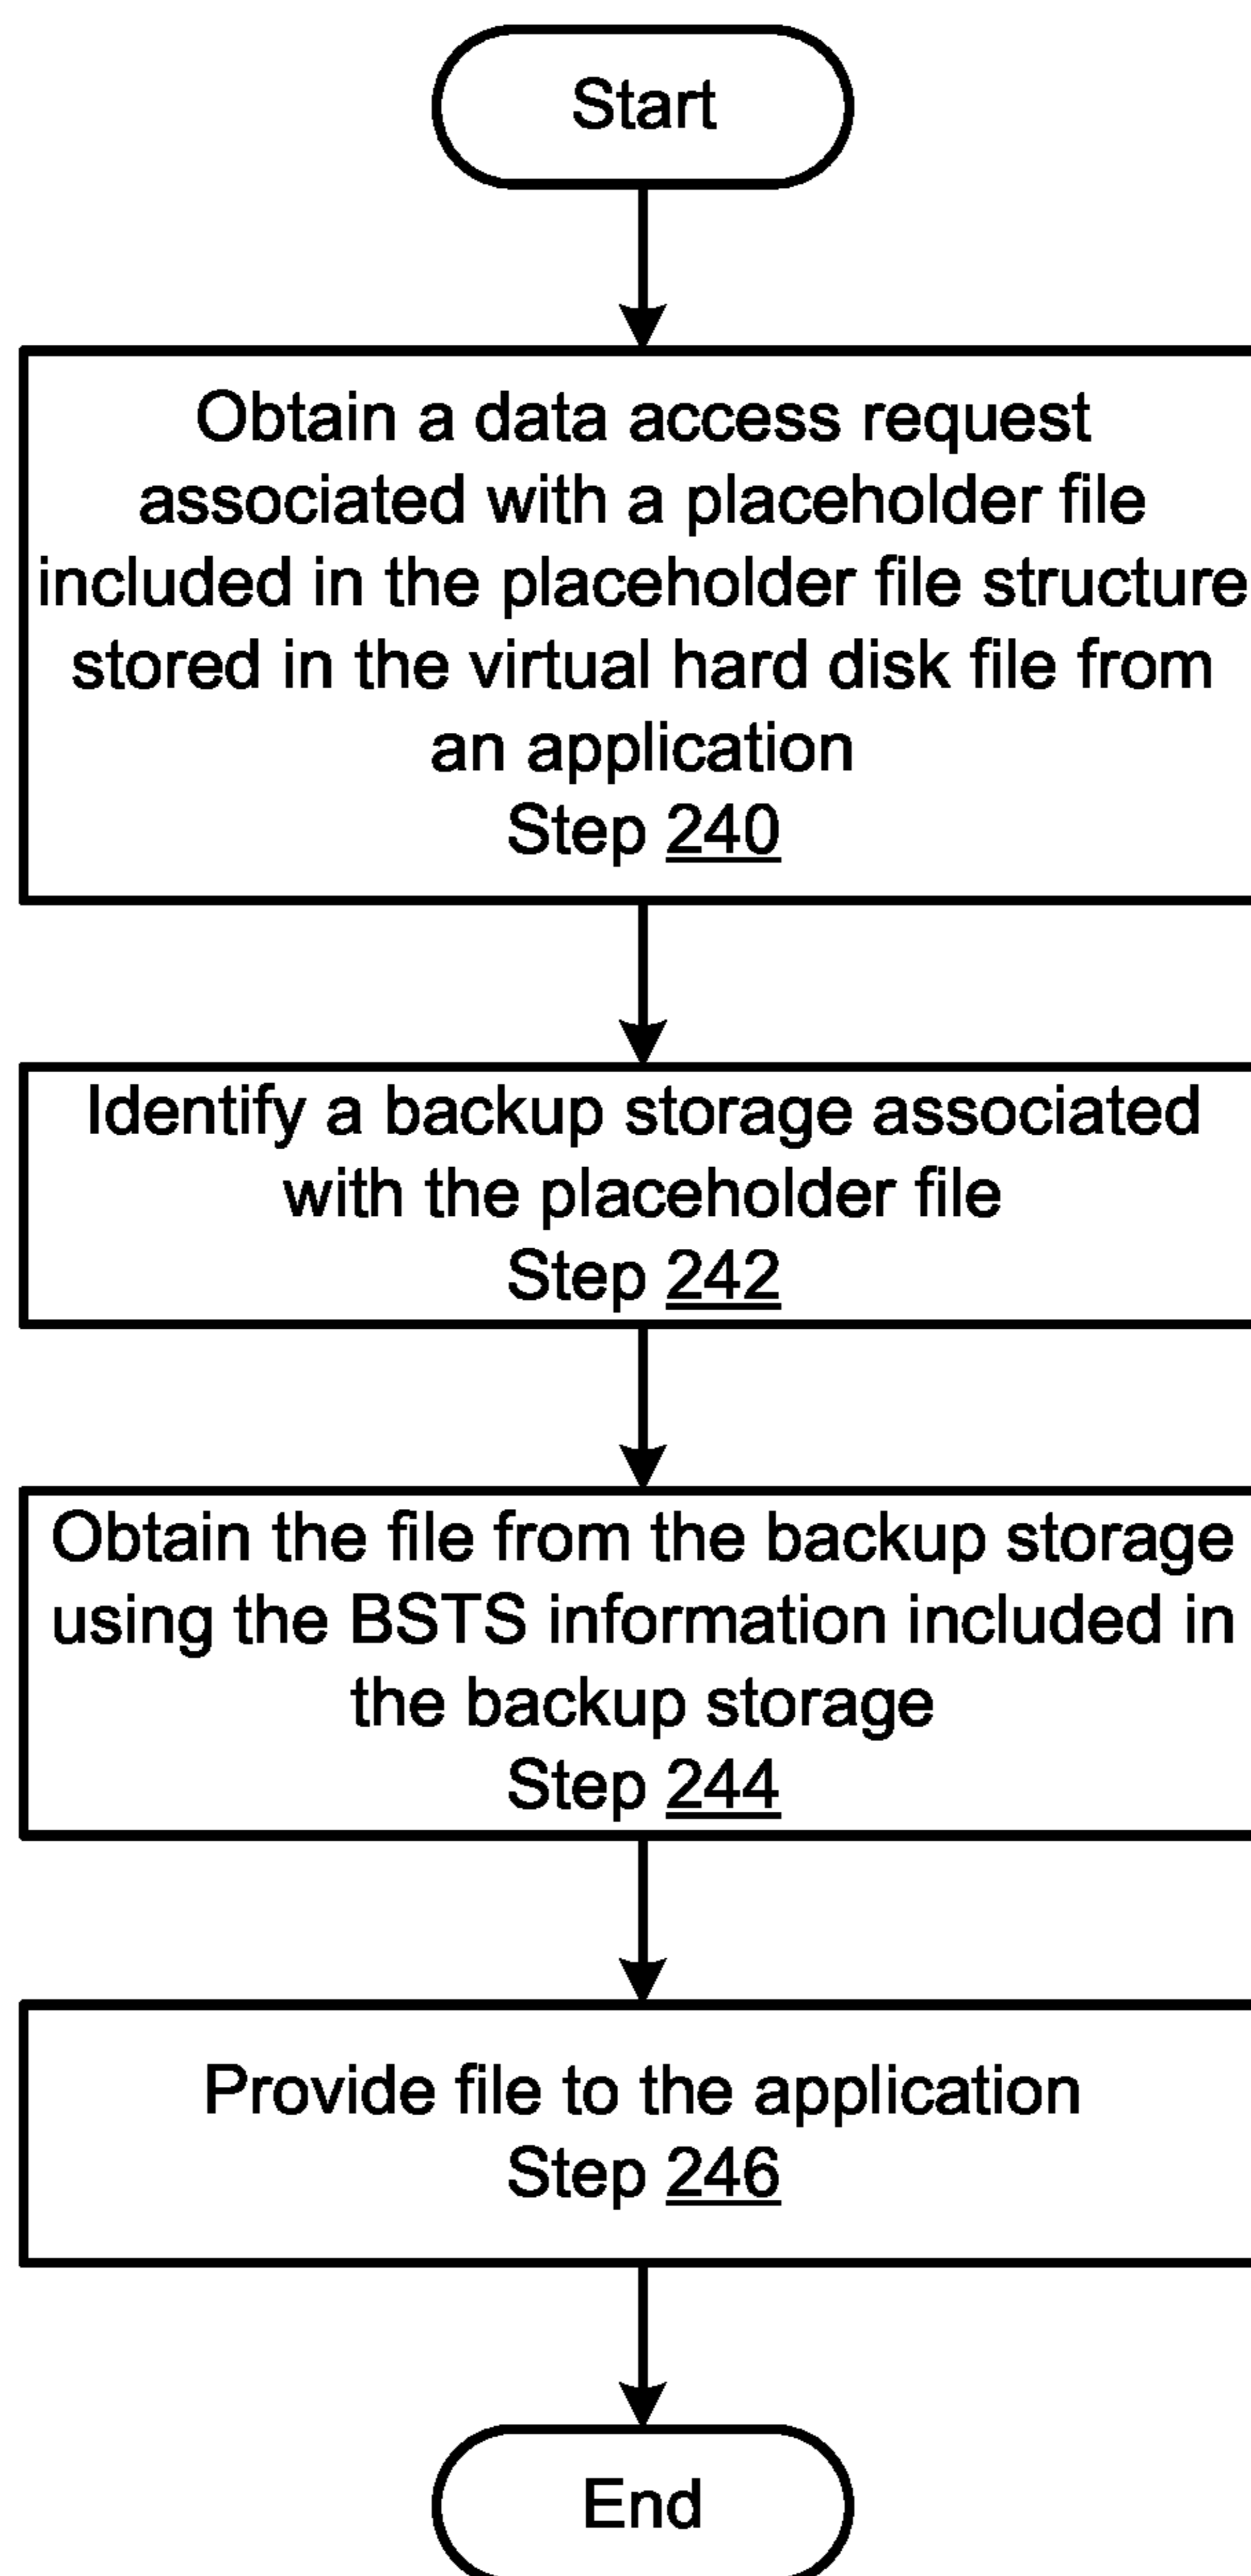 Start
Obtain a data access request
associated with a placeholder file
included in the placeholder file structure
stored in the virtual hard disk file from
an application
Step 240
Identify a backup storage associated
with the placeholder file
Step 242
Obtain the file from the backup storage
using the BSTS information included in
the backup storage
Step 244
Provide file to the application
Step 246
End